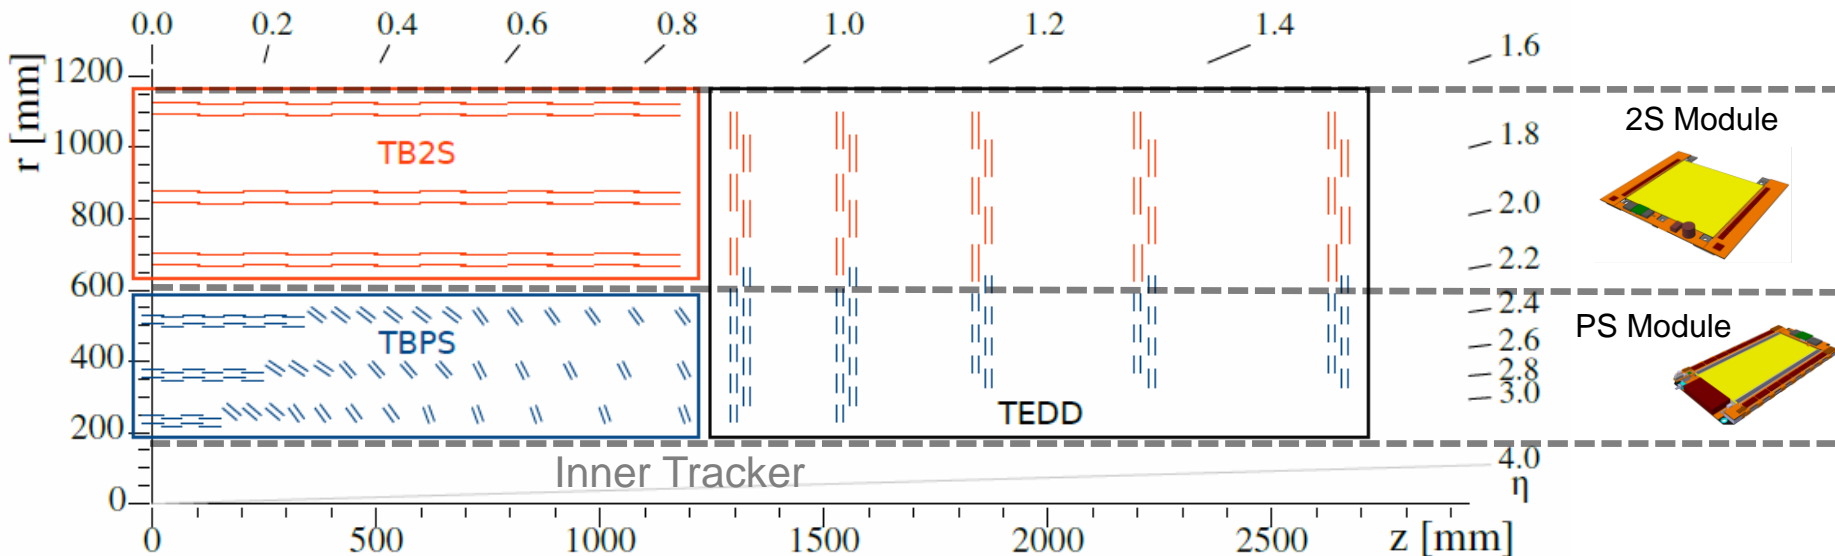 0.0 0.2 0.4 0.6 0.8 1.0 1.2 1.4 1.6
r [mm]
1200
1000
800
600
400
200
0
TB2S
TBPS
TEDD
Inner Tracker
1.8
2.0
2.2
2.4
2.6
2.8
3.0
4.0
η
2S Module
PS Module
0 500 1000 1500 2000 2500 z [mm]